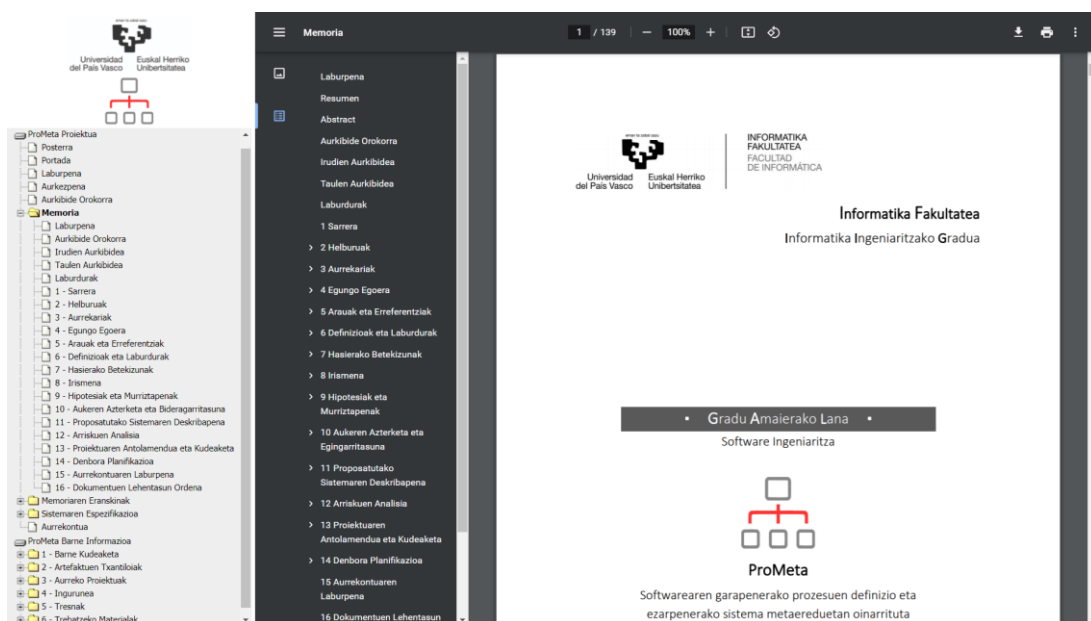 Universidad del País Vasco
Euskal Herriko Unibertsitatea
ProMeta Proiektua
Posterra
Portada
Laburpena
Aurkezpena
Aurkibide Orokorra
Memoria
Laburpena
Aurkibide Orokorra
Irudien Aurkibidea
Taulen Aurkibidea
Laburdurak
1 - Sarrera
2 - Helburuak
3 - Aurrekariak
4 - Egungo Egoera
5 - Arauak eta Erreferentziak
6 - Definizioak eta Laburdurak
7 - Hasierako Betekizunak
8 - Irismena
9 - Hipotesiak eta Murriztapenak
10 - Aukeren Azterketa eta Bideragarritasuna
11 - Proposatutako Sistemaren Deskribapena
12 - Arriskuen Analisia
13 - Proiektuaren Antolamendua eta Kudeaketa
14 - Denbora Planifikazioa
15 - Aurrekontuaren Laburpena
16 - Dokumentuen Lehentasun Ordena
Memoriaren Eranskinak
Sistemaren Espezifikazioa
Aurrekontua
ProMeta Barne Informazioa
1 - Barne Kudeaketa
2 - Artefaktuen Txantiloiak
3 - Aurreko Proiektuak
4 - Ingurunea
5 - Tresnak
6 - Trebatzeko Materialak
Memoria
1 / 139
100%
Laburpena
Resumen
Abstract
Aurkibide Orokorra
Irudien Aurkibidea
Taulen Aurkibidea
Laburdurak
1 Sarrera
2 Helburuak
3 Aurrekariak
4 Egungo Egoera
5 Arauak eta Erreferentziak
6 Definizioak eta Laburdurak
7 Hasierako Betekizunak
8 Irismena
9 Hipotesiak eta
Murriztapenak
10 Aukeren Azterketa eta
Egingarritasuna
11 Proposatutako
Sistemaren Deskribapena
12 Arriskuen Analisia
13 Proiektuaren
Antolamendua eta Kudeaketa
14 Denbora Planifikazioa
15 Aurrekontuaren
Laburpena
16 Dokumentuen Lehentasun
Universidad del País Vasco
Euskal Herriko Unibertsitatea
INFORMATIKA
FAKULTATEA
FACULTAD
DE INFORMÁTICA
Informatika Fakultatea
Informatika Ingeniaritzako Gradua
• Gradu Amaierako Lana •
Software Ingeniaritza
ProMeta
Softwarearen garapenerako prozesuen definizio eta
ezarpenerako sistema metaereduetan oinarrituta